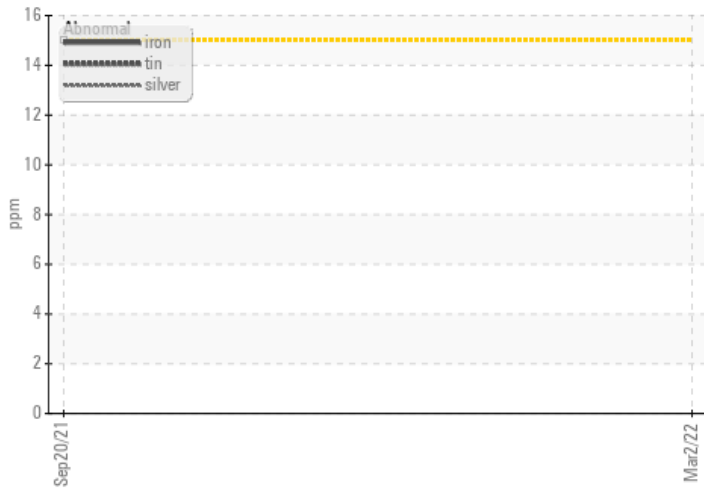 16
14
12
10
8
6
4
2
0
ppm
Abnormal
iron
tin
silver
Sep20/21
Mar2/22